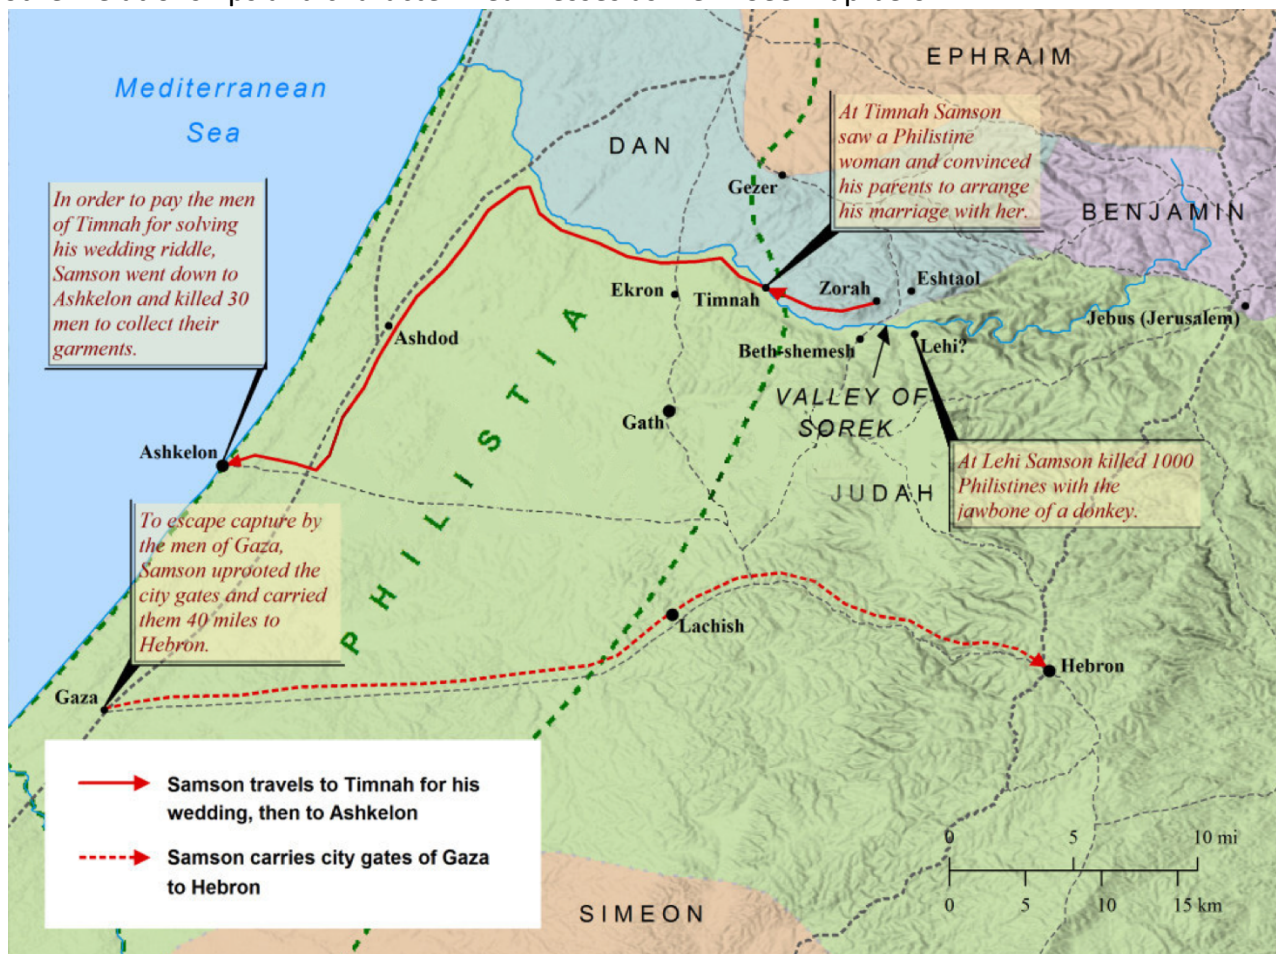 Mediterranean
Sea
EPHRAIM
DAN
At Timnah Samson
saw a Philistine
woman and convinced
his parents to arrange
his marriage with her.
Gezer
BENJAMIN
In order to pay the men
of Timnah for solving
his wedding riddle,
Samson went down to
Ashkelon and killed 30
men to collect their
garments.
Ekron
Timnah
Zorah
Eshtaol
Jebus (Jerusalem)
Ashdod
Beth-shemesh
Lehi?
PHILISTIA
VALLEY OF
SOREK
Gath
Ashkelon
At Lehi Samson killed 1000
Philistines with the
jawbone of a donkey.
JUDAH
To escape capture by
the men of Gaza,
Samson uprooted the
city gates and carried
them 40 miles to
Hebron.
Lachish
Hebron
Gaza
Samson travels to Timnah for his
wedding, then to Ashkelon
Samson carries city gates of Gaza
to Hebron
SIMEON
0 5 10 mi
0 5 10 15 km